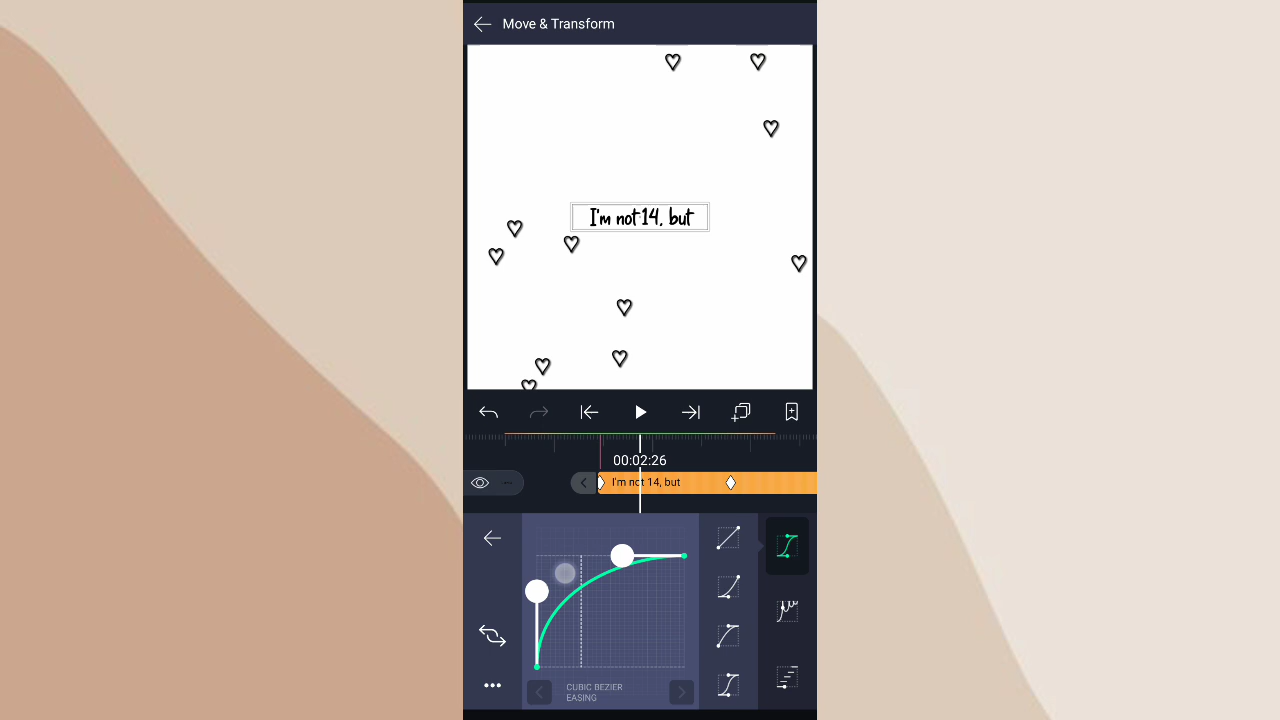 Move & Transform
I'm not 14, but
00:02:26
I'm not 14, but
CUBIC BEZIER
EASING